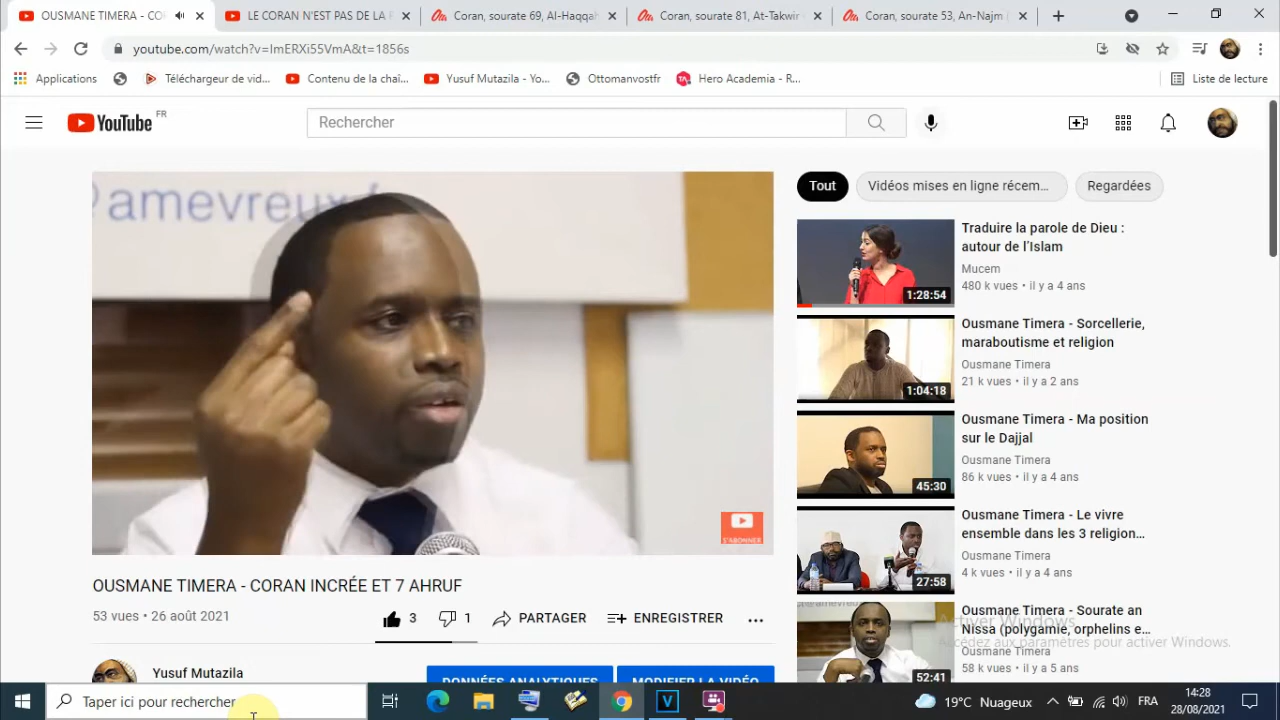 OUSMANE TIMERA - CO
LE CORAN N'EST PAS DE LA
Coran, sourate 69, Al-Haqqah
Coran, sourate 81, At-Takwir
Coran, sourate 53, An-Najm
youtube.com/watch?v=ImERXi55VmA&t=1856s
Applications
Téléchargeur de vid...
Contenu de la chaî...
Yusuf Mutazila - Yo...
Ottomanvostfr
Hero Academia - R...
Liste de lecture
YouTube FR
Rechercher
@amevreu
S'ABONNER
OUSMANE TIMERA - CORAN INCRÉE ET 7 AHRUF
53 vues • 26 août 2021
3
1
PARTAGER
ENREGISTRER
Yusuf Mutazila
DONNÉES ANALYTIQUES
MODIFIER LA VIDÉO
Tout
Vidéos mises en ligne récem...
Regardées
1:28:54
Traduire la parole de Dieu :
autour de l'Islam
Mucem
480 k vues • il y a 4 ans
1:04:18
Ousmane Timera - Sorcellerie,
maraboutisme et religion
Ousmane Timera
21 k vues • il y a 2 ans
45:30
Ousmane Timera - Ma position
sur le Dajjal
Ousmane Timera
86 k vues • il y a 4 ans
27:58
Ousmane Timera - Le vivre
ensemble dans les 3 religion...
Ousmane Timera
4 k vues • il y a 4 ans
52:41
Ousmane Timera - Sourate an
Nissa (polygamie, orphelins e...
Ousmane Timera
58 k vues • il y a 5 ans
Activer Windows
Accédez aux paramètres pour activer Windows.
Taper ici pour rechercher
19°C Nuageux
FRA
14:28
28/08/2021